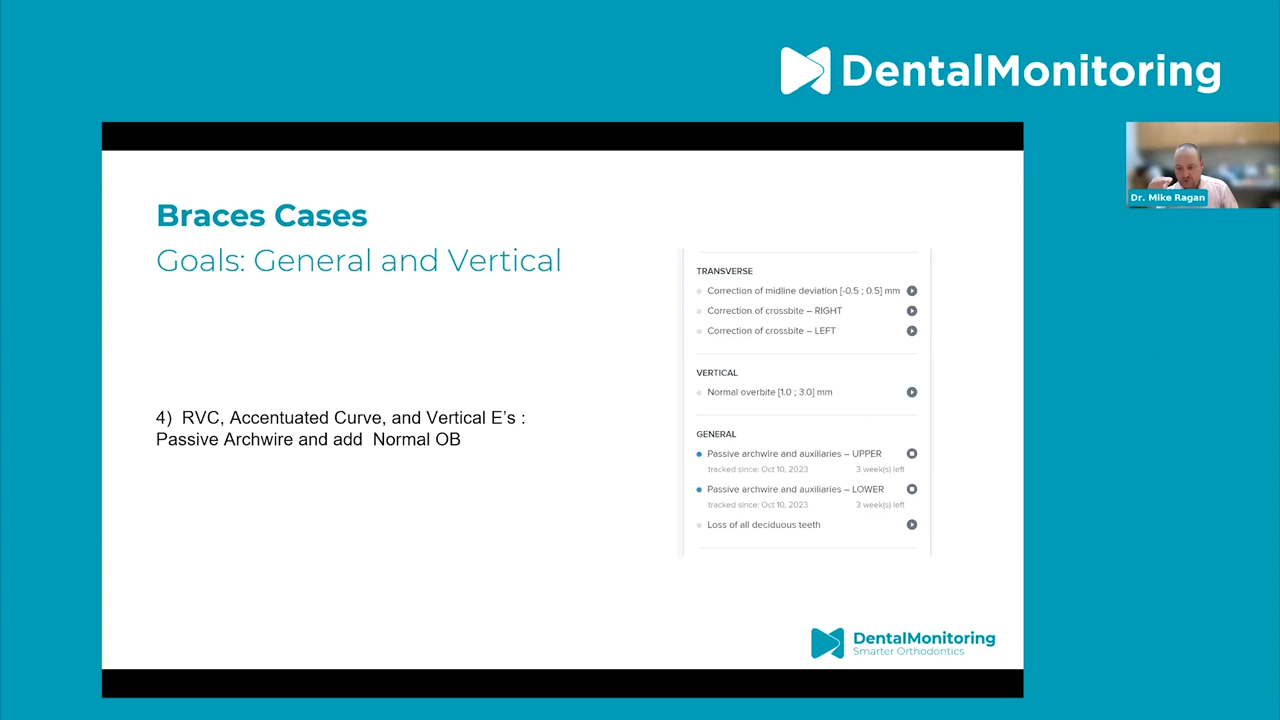 DentalMonitoring
Dr. Mike Ragan
Braces Cases
Goals: General and Vertical
4) RVC, Accentuated Curve, and Vertical E’s :
Passive Archwire and add Normal OB
TRANSVERSE
Correction of midline deviation [-0.5 ; 0.5] mm
Correction of crossbite – RIGHT
Correction of crossbite – LEFT
VERTICAL
Normal overbite [1.0 ; 3.0] mm
GENERAL
Passive archwire and auxiliaries – UPPER
tracked since: Oct 10, 2023 3 week(s) left
Passive archwire and auxiliaries – LOWER
tracked since: Oct 10, 2023 3 week(s) left
Loss of all deciduous teeth
DentalMonitoring
Smarter Orthodontics